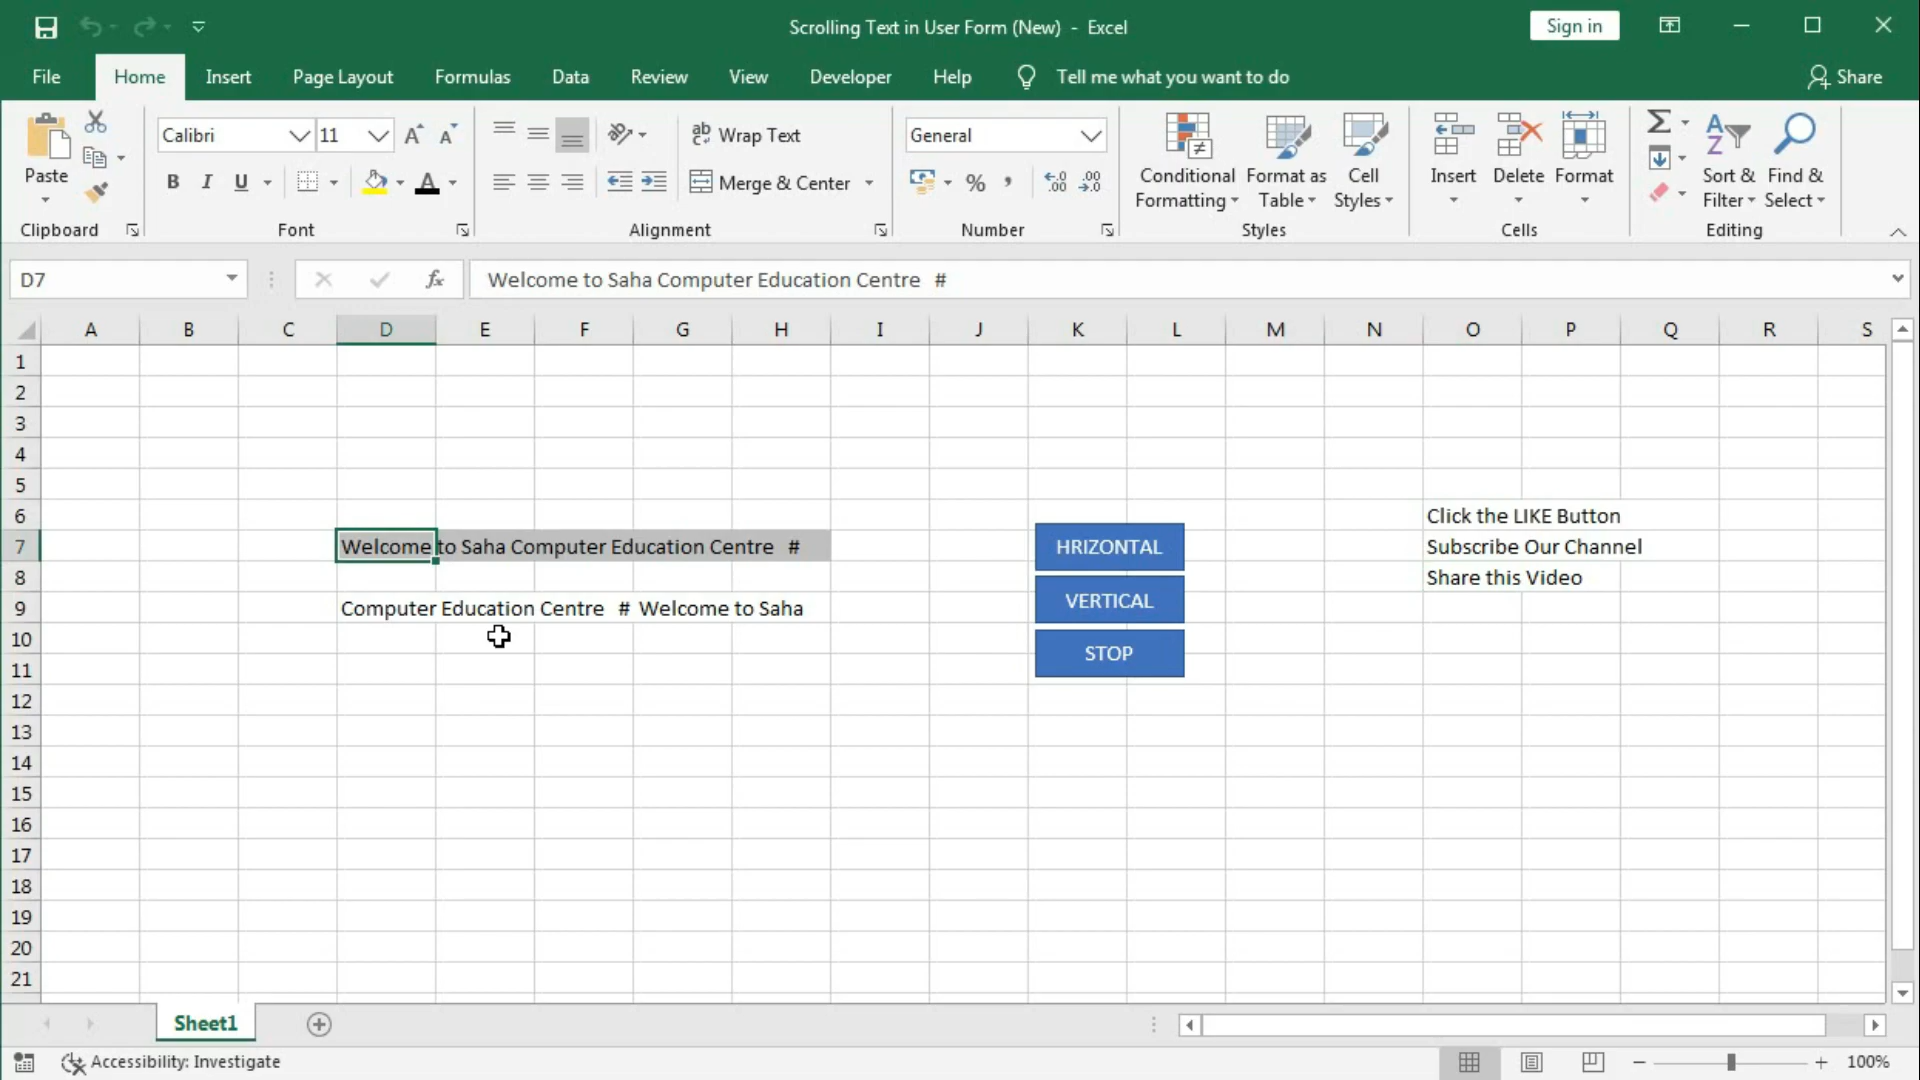 Scrolling Text in User Form (New) - Excel
Sign in
File Home Insert Page Layout Formulas Data Review View Developer Help Tell me what you want to do Share
Paste
Clipboard
Calibri 11
B I U A
Font
Wrap Text
Merge & Center
Alignment
General
%
Number
Conditional Formatting
Format as Table
Cell Styles
Styles
Insert
Delete
Format
Cells
Sort & Filter
Find & Select
Editing
D7 fx Welcome to Saha Computer Education Centre #
A B C D E F G H I J K L M N O P Q R S
1
2
3
4
5
6 Click the LIKE Button
7 Welcome to Saha Computer Education Centre # HRIZONTAL Subscribe Our Channel
8 Share this Video
VERTICAL
9 Computer Education Centre # Welcome to Saha
10
STOP
11
12
13
14
15
16
17
18
19
20
21
Sheet1
Accessibility: Investigate
100%